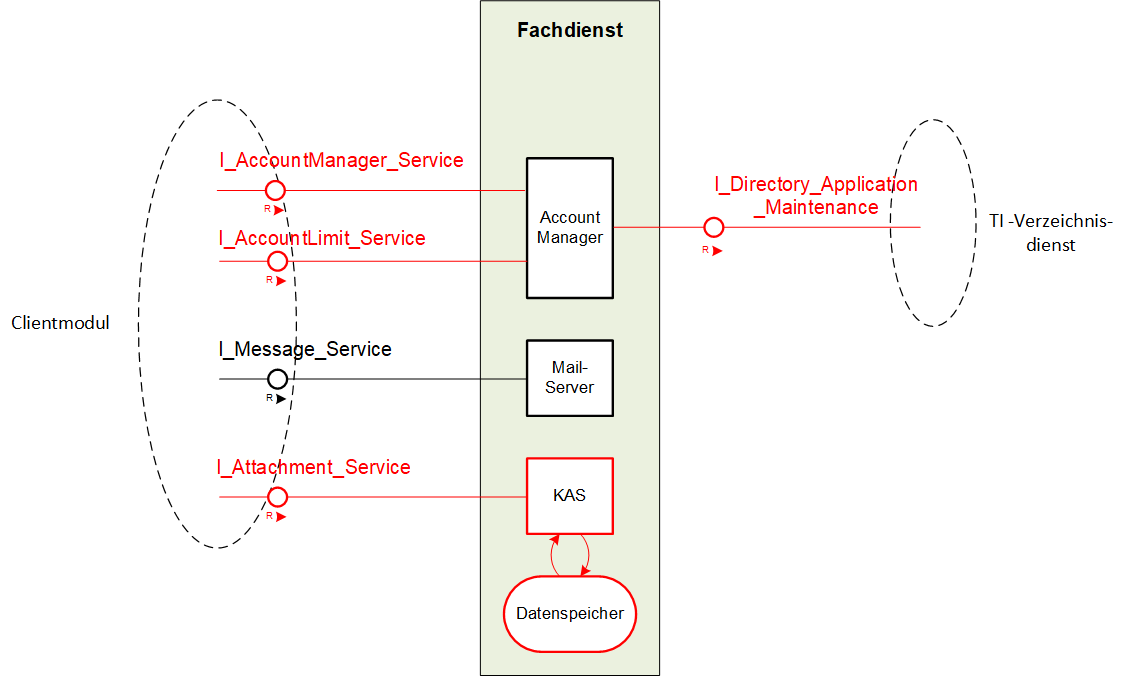 Fachdienst
I_AccountManager_Service
R
I_AccountLimit_Service
R
Clientmodul
I_Message_Service
R
I_Attachment_Service
R
Account
Manager
I_Directory_Application
_Maintenance
R
TI -Verzeichnis-
dienst
Mail-
Server
KAS
Datenspeicher